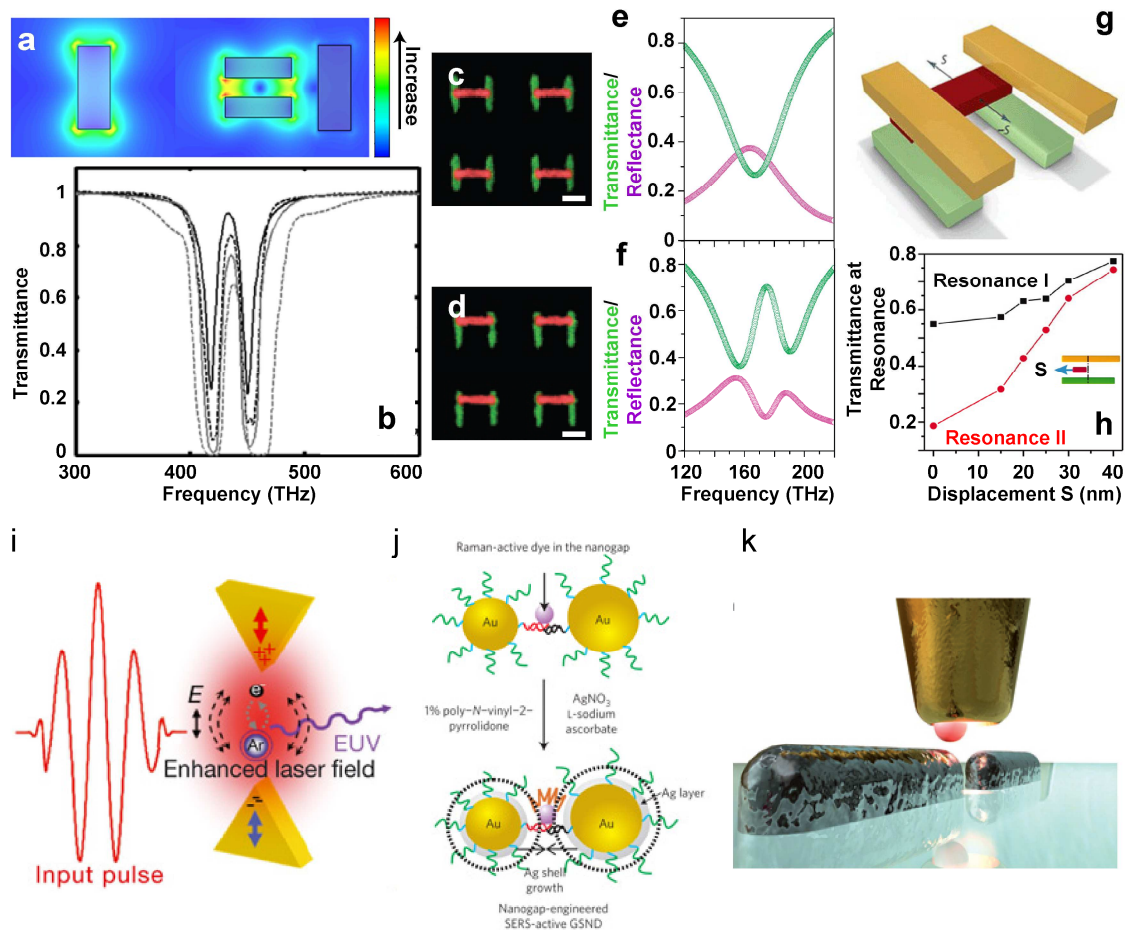 a
Increase
1
0.8
0.6
0.4
0.2
0
Transmittance
b
300
400
500
600
Frequency (THz)
c
d
e
Transmittance/
Reflectance
0.8
0.6
0.4
0.2
0
f
Transmittance/
Reflectance
0.8
0.6
0.4
0.2
0
120
160
200
Frequency (THz)
g
S
-S
Transmittance at
Resonance
0.8
0.6
0.4
0.2
Resonance I
S
Resonance II
h
0
10
20
30
40
Displacement S (nm)
i
E
++
+
e-
Ar
EUV
Enhanced laser field
Input pulse
j
Raman-active dye in the nanogap
Au
Au
1% poly–N–vinyl–2–
pyrrolidone
AgNO3
L-sodium
ascorbate
Ag layer
Au
Au
Ag shell
growth
Nanogap-engineered
SERS-active GSND
k